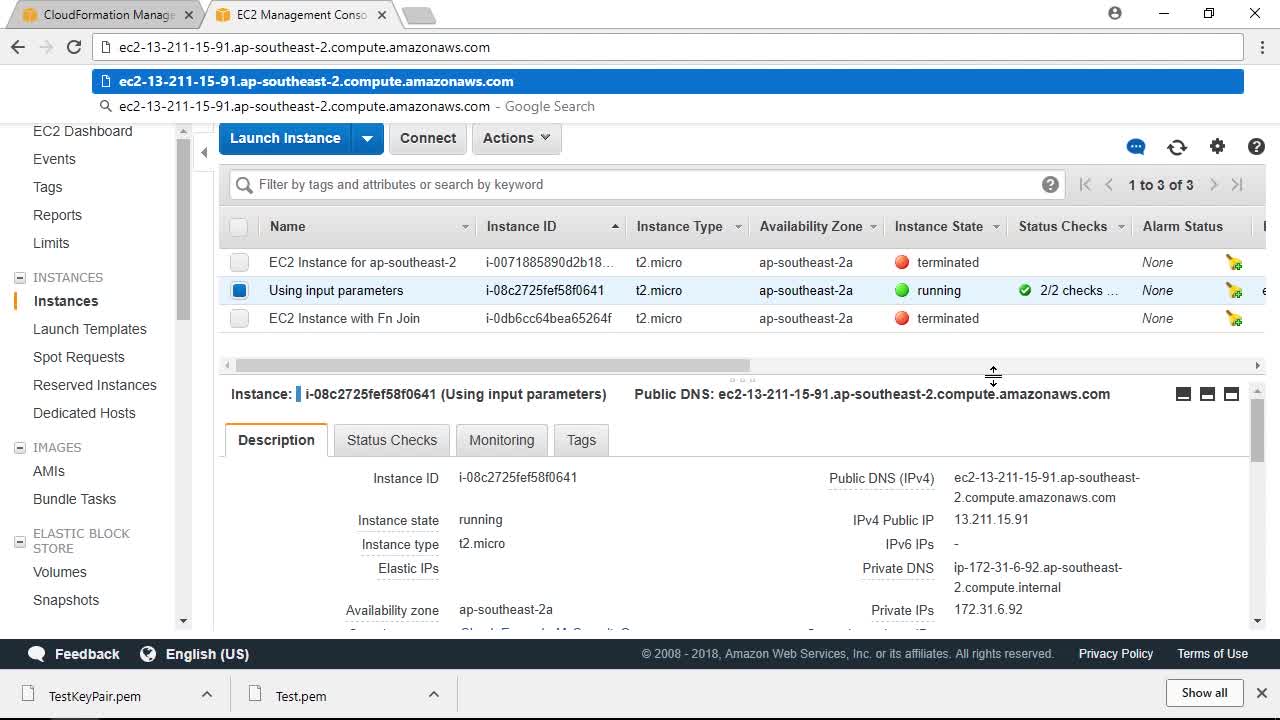 CloudFormation Manage
EC2 Management Conso
ec2-13-211-15-91.ap-southeast-2.compute.amazonaws.com
ec2-13-211-15-91.ap-southeast-2.compute.amazonaws.com
ec2-13-211-15-91.ap-southeast-2.compute.amazonaws.com - Google Search
EC2 Dashboard
Events
Tags
Reports
Limits
INSTANCES
Instances
Launch Templates
Spot Requests
Reserved Instances
Dedicated Hosts
IMAGES
AMIs
Bundle Tasks
ELASTIC BLOCK
STORE
Volumes
Snapshots
Launch Instance Connect Actions
Filter by tags and attributes or search by keyword 1 to 3 of 3
Name Instance ID Instance Type Availability Zone Instance State Status Checks Alarm Status
EC2 Instance for ap-southeast-2 i-0071885890d2b18... t2.micro ap-southeast-2a terminated None
Using input parameters i-08c2725fef58f0641 t2.micro ap-southeast-2a running 2/2 checks ... None
EC2 Instance with Fn Join i-0db6cc64bea65264f t2.micro ap-southeast-2a terminated None
Instance: i-08c2725fef58f0641 (Using input parameters) Public DNS: ec2-13-211-15-91.ap-southeast-2.compute.amazonaws.com
Description Status Checks Monitoring Tags
Instance ID i-08c2725fef58f0641
Instance state running
Instance type t2.micro
Elastic IPs
Availability zone ap-southeast-2a
Public DNS (IPv4) ec2-13-211-15-91.ap-southeast-
2.compute.amazonaws.com
IPv4 Public IP 13.211.15.91
IPv6 IPs -
Private DNS ip-172-31-6-92.ap-southeast-
2.compute.internal
Private IPs 172.31.6.92
Feedback English (US) © 2008 - 2018, Amazon Web Services, Inc. or its affiliates. All rights reserved. Privacy Policy Terms of Use
TestKeyPair.pem Test.pem Show all